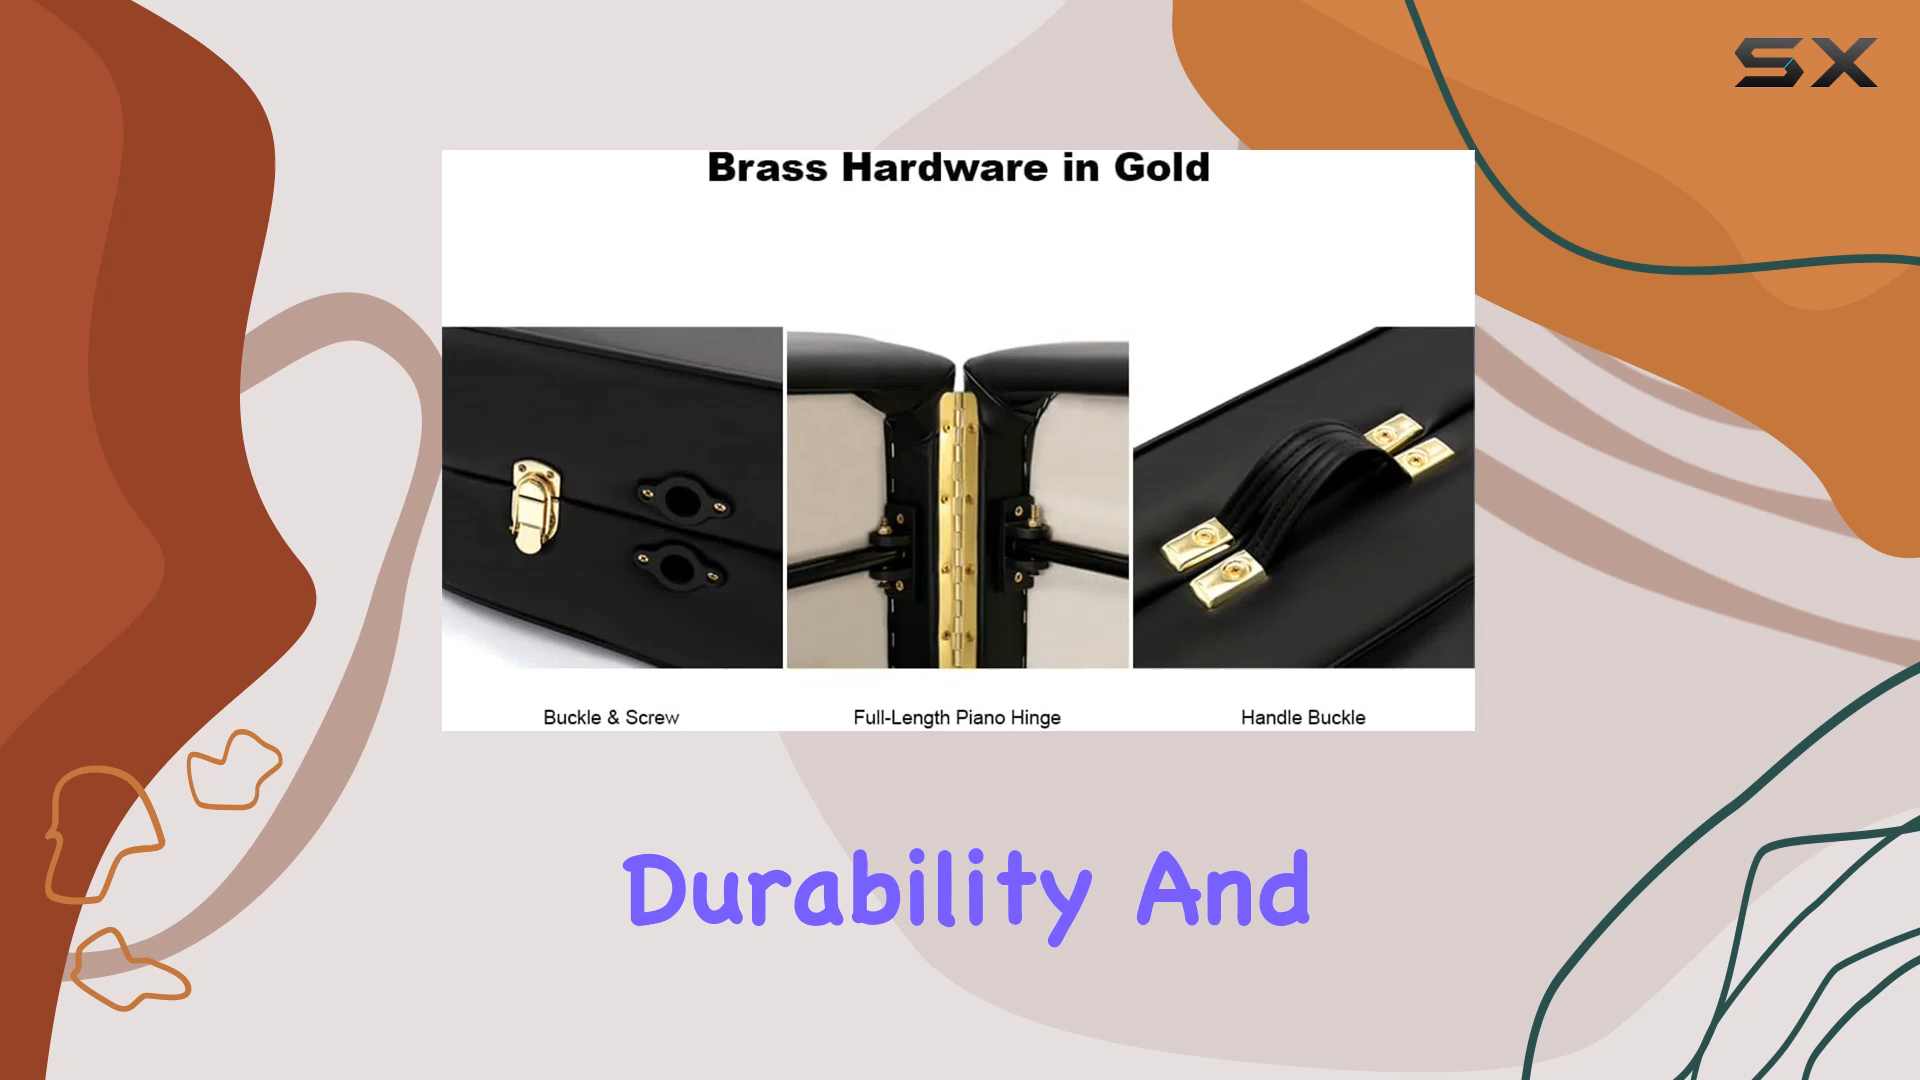 SX
Brass Hardware in Gold
Buckle & Screw
Full-Length Piano Hinge
Handle Buckle
Durability And